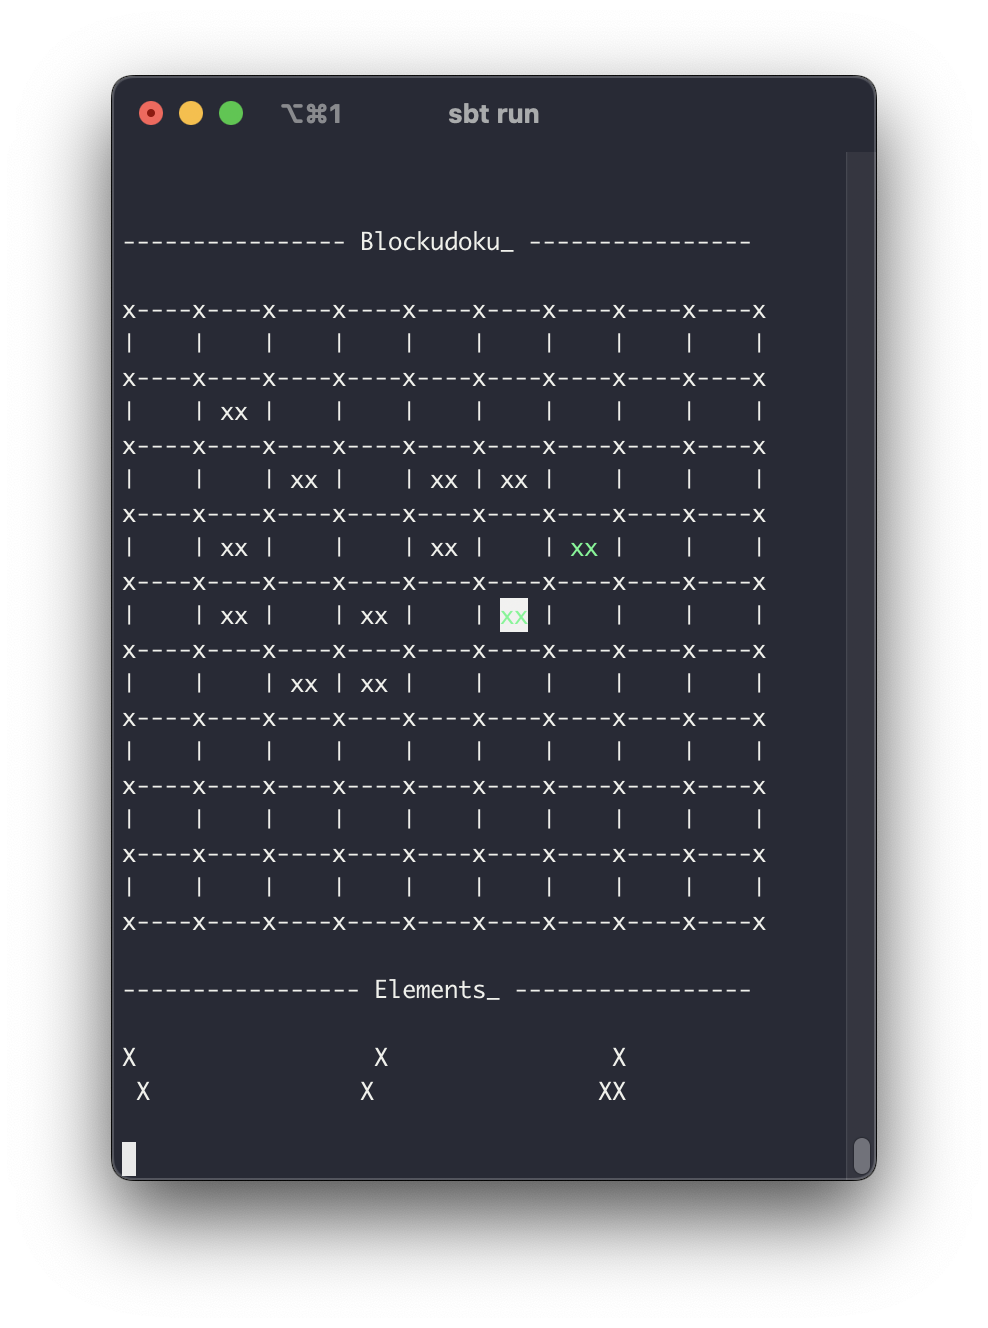 ⌥⌘1 sbt run
---------------- Blockudoku_ ----------------
x----x----x----x----x----x----x----x----x----x
|    |    |    |    |    |    |    |    |    |
x----x----x----x----x----x----x----x----x----x
|    | xx |    |    |    |    |    |    |    |
x----x----x----x----x----x----x----x----x----x
|    |    | xx |    | xx | xx |    |    |    |
x----x----x----x----x----x----x----x----x----x
|    | xx |    |    | xx |    | xx |    |    |
x----x----x----x----x----x----x----x----x----x
|    | xx |    | xx |    | xx |    |    |    |
x----x----x----x----x----x----x----x----x----x
|    |    | xx | xx |    |    |    |    |    |
x----x----x----x----x----x----x----x----x----x
|    |    |    |    |    |    |    |    |    |
x----x----x----x----x----x----x----x----x----x
|    |    |    |    |    |    |    |    |    |
x----x----x----x----x----x----x----x----x----x
|    |    |    |    |    |    |    |    |    |
x----x----x----x----x----x----x----x----x----x
----------------- Elements_ -----------------
X                 X                X
 X               X                XX